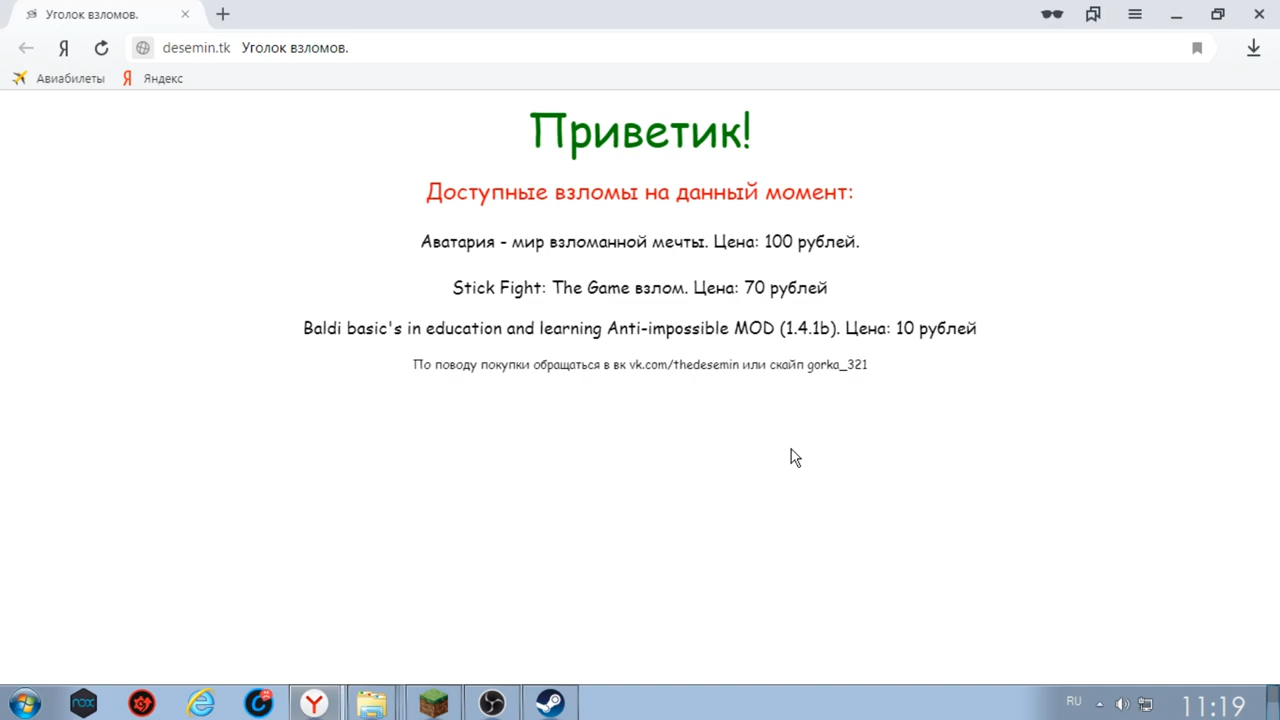 Уголок взломов.
Я desemin.tk Уголок взломов.
Авиабилеты Я Яндекс
Приветик!
Доступные взломы на данный момент:
Аватария - мир взломанной мечты. Цена: 100 рублей.
Stick Fight: The Game взлом. Цена: 70 рублей
Baldi basic's in education and learning Anti-impossible MOD (1.4.1b). Цена: 10 рублей
По поводу покупки обращаться в вк vk.com/thedesemin или скайп gorka_321
nox Y RU 11:19